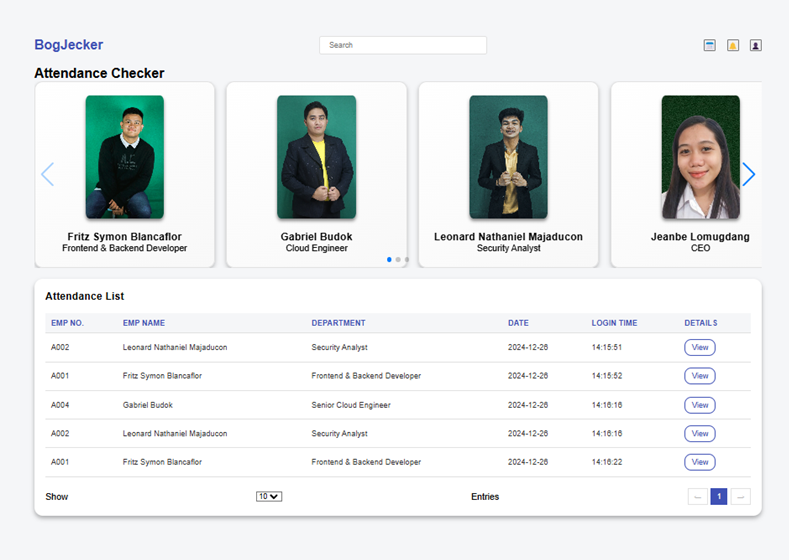 BogJecker
Search
Attendance Checker
Fritz Symon Blancaflor
Frontend & Backend Developer
Gabriel Budok
Cloud Engineer
Leonard Nathaniel Majaducon
Security Analyst
Jeanbe Lomugdang
CEO
Attendance List
EMP NO. EMP NAME DEPARTMENT DATE LOGIN TIME DETAILS
A002 Leonard Nathaniel Majaducon Security Analyst 2024-12-26 14:15:51 View
A001 Fritz Symon Blancaflor Frontend & Backend Developer 2024-12-26 14:15:52 View
A004 Gabriel Budok Senior Cloud Engineer 2024-12-26 14:16:16 View
A002 Leonard Nathaniel Majaducon Security Analyst 2024-12-26 14:16:16 View
A001 Fritz Symon Blancaflor Frontend & Backend Developer 2024-12-26 14:16:22 View
Show 10 Entries 1